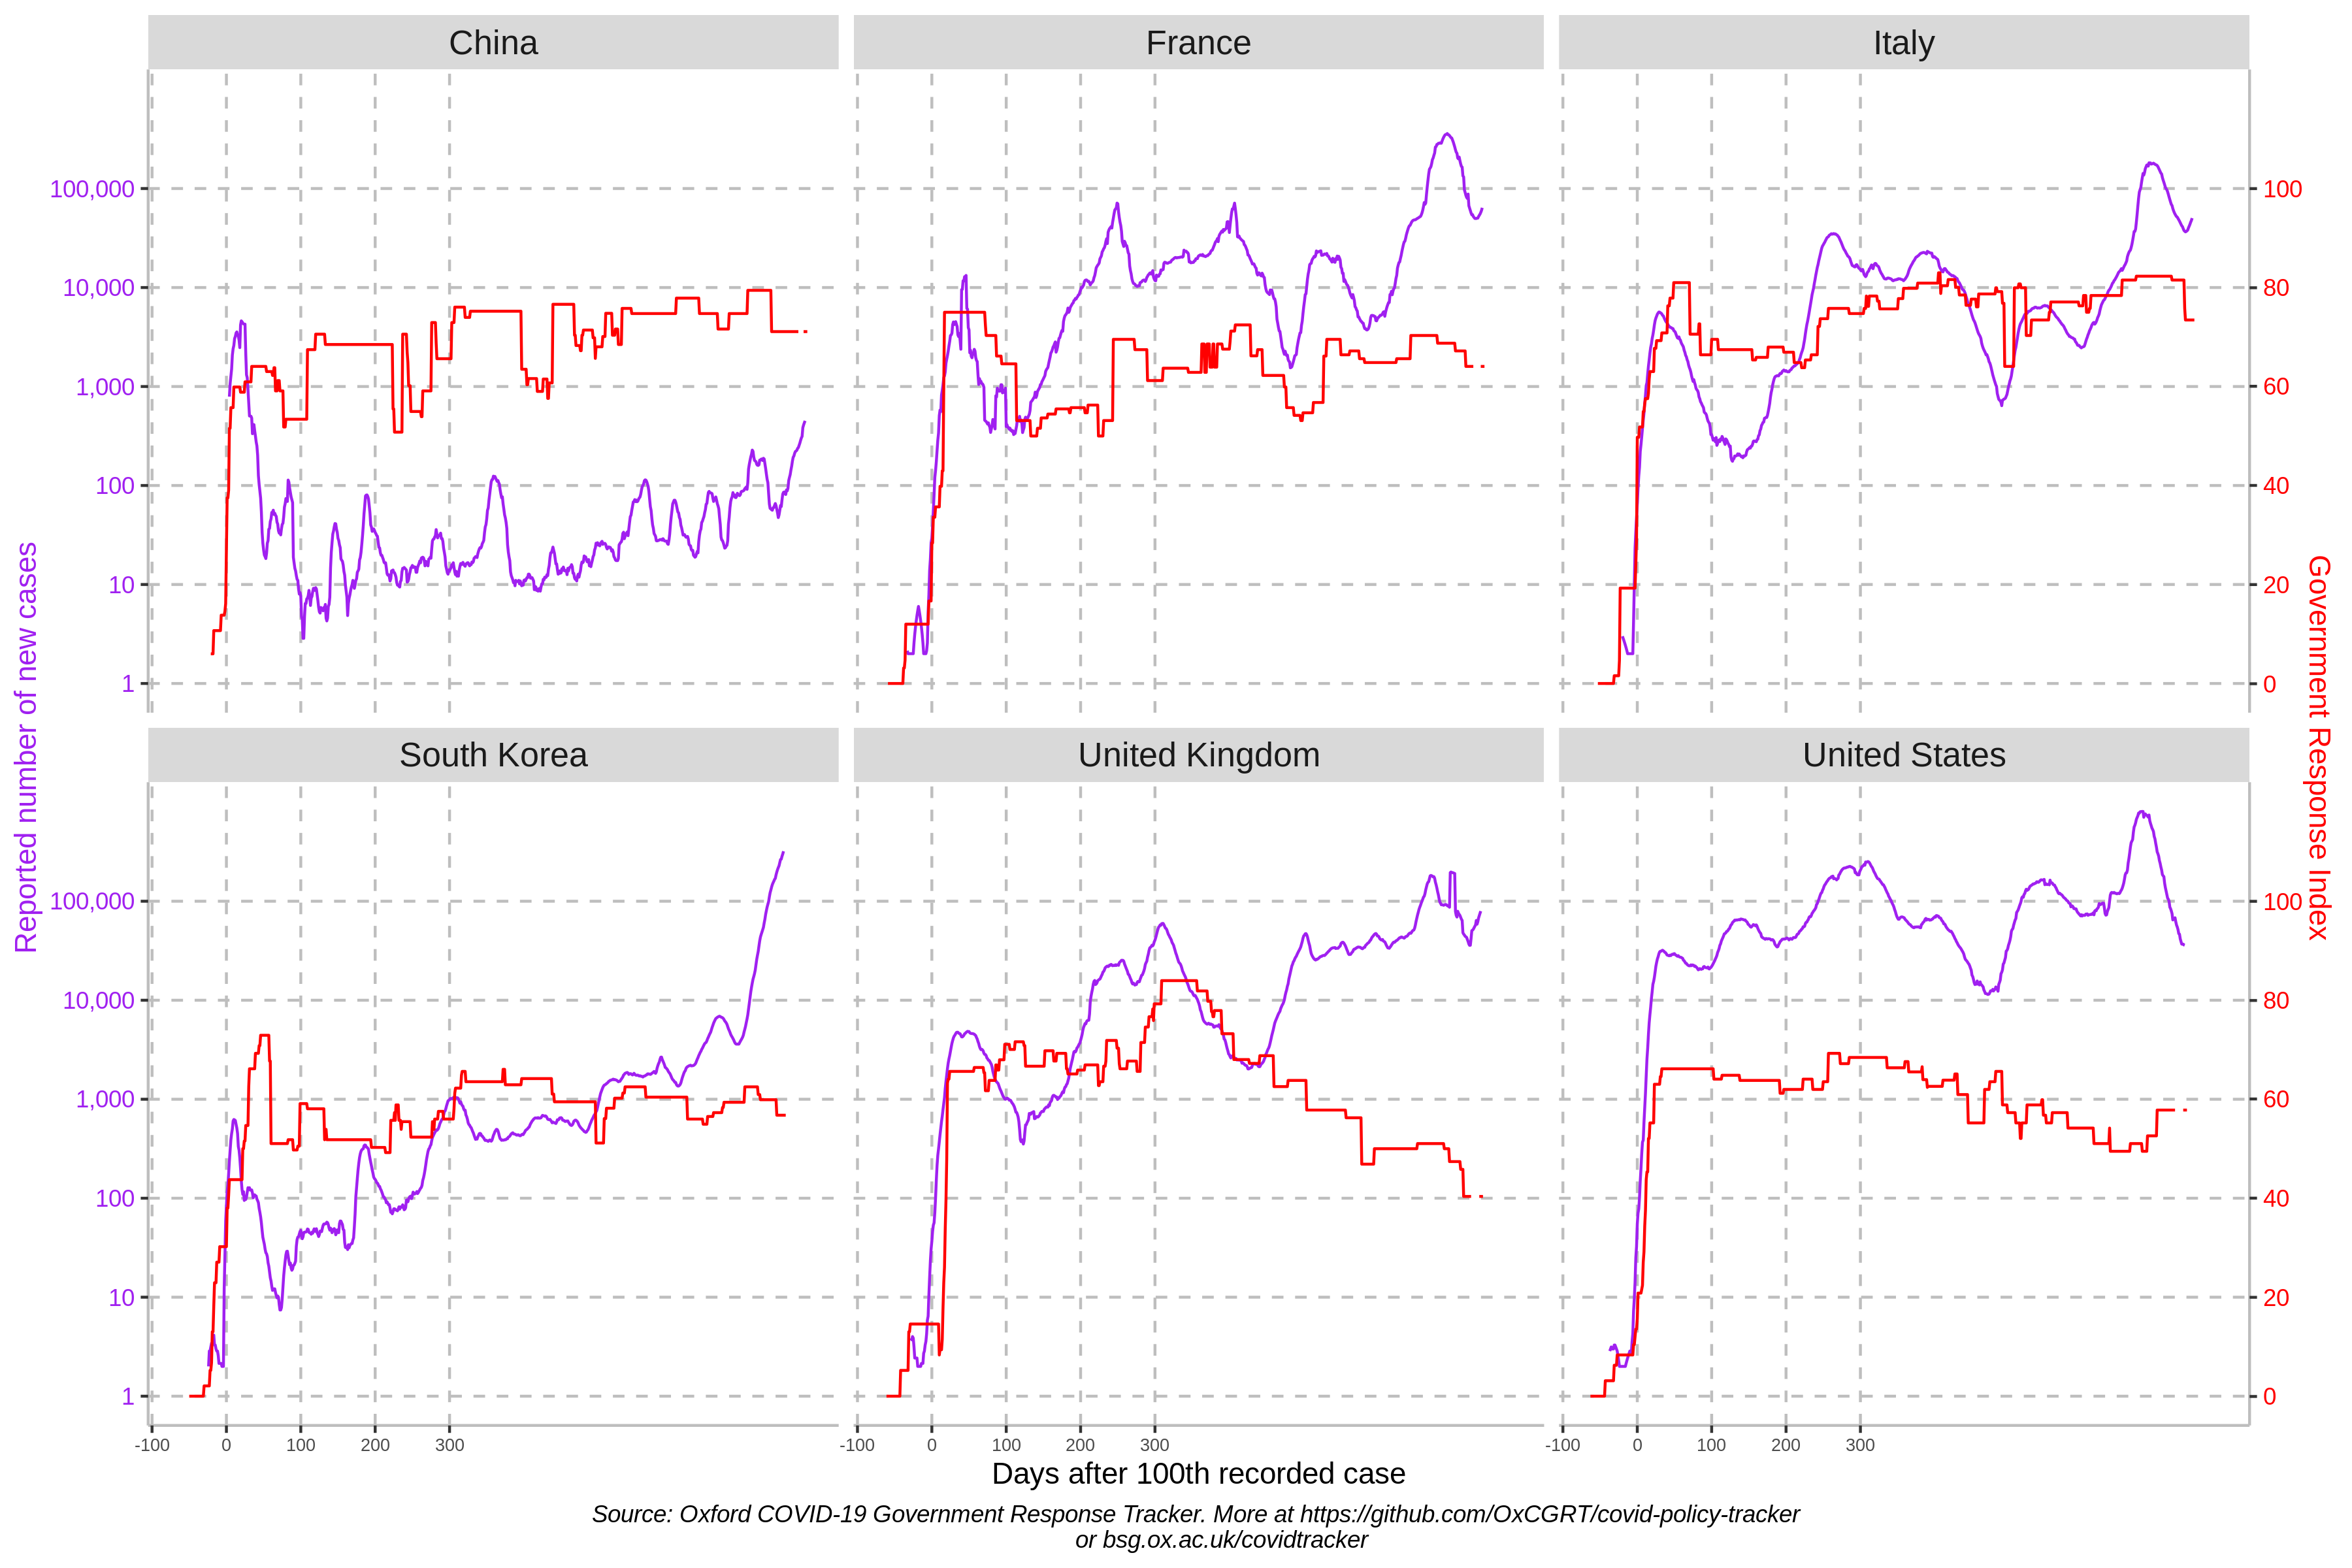 China
France
Italy
100,000
10,000
1,000
100
10
1
100
80
60
40
20
0
Reported number of new cases
Government Response Index
South Korea
United Kingdom
United States
100,000
10,000
1,000
100
10
1
100
80
60
40
20
0
-100 0 100 200 300
-100 0 100 200 300
-100 0 100 200 300
Days after 100th recorded case
Source: Oxford COVID-19 Government Response Tracker. More at https://github.com/OxCGRT/covid-policy-tracker
or bsg.ox.ac.uk/covidtracker